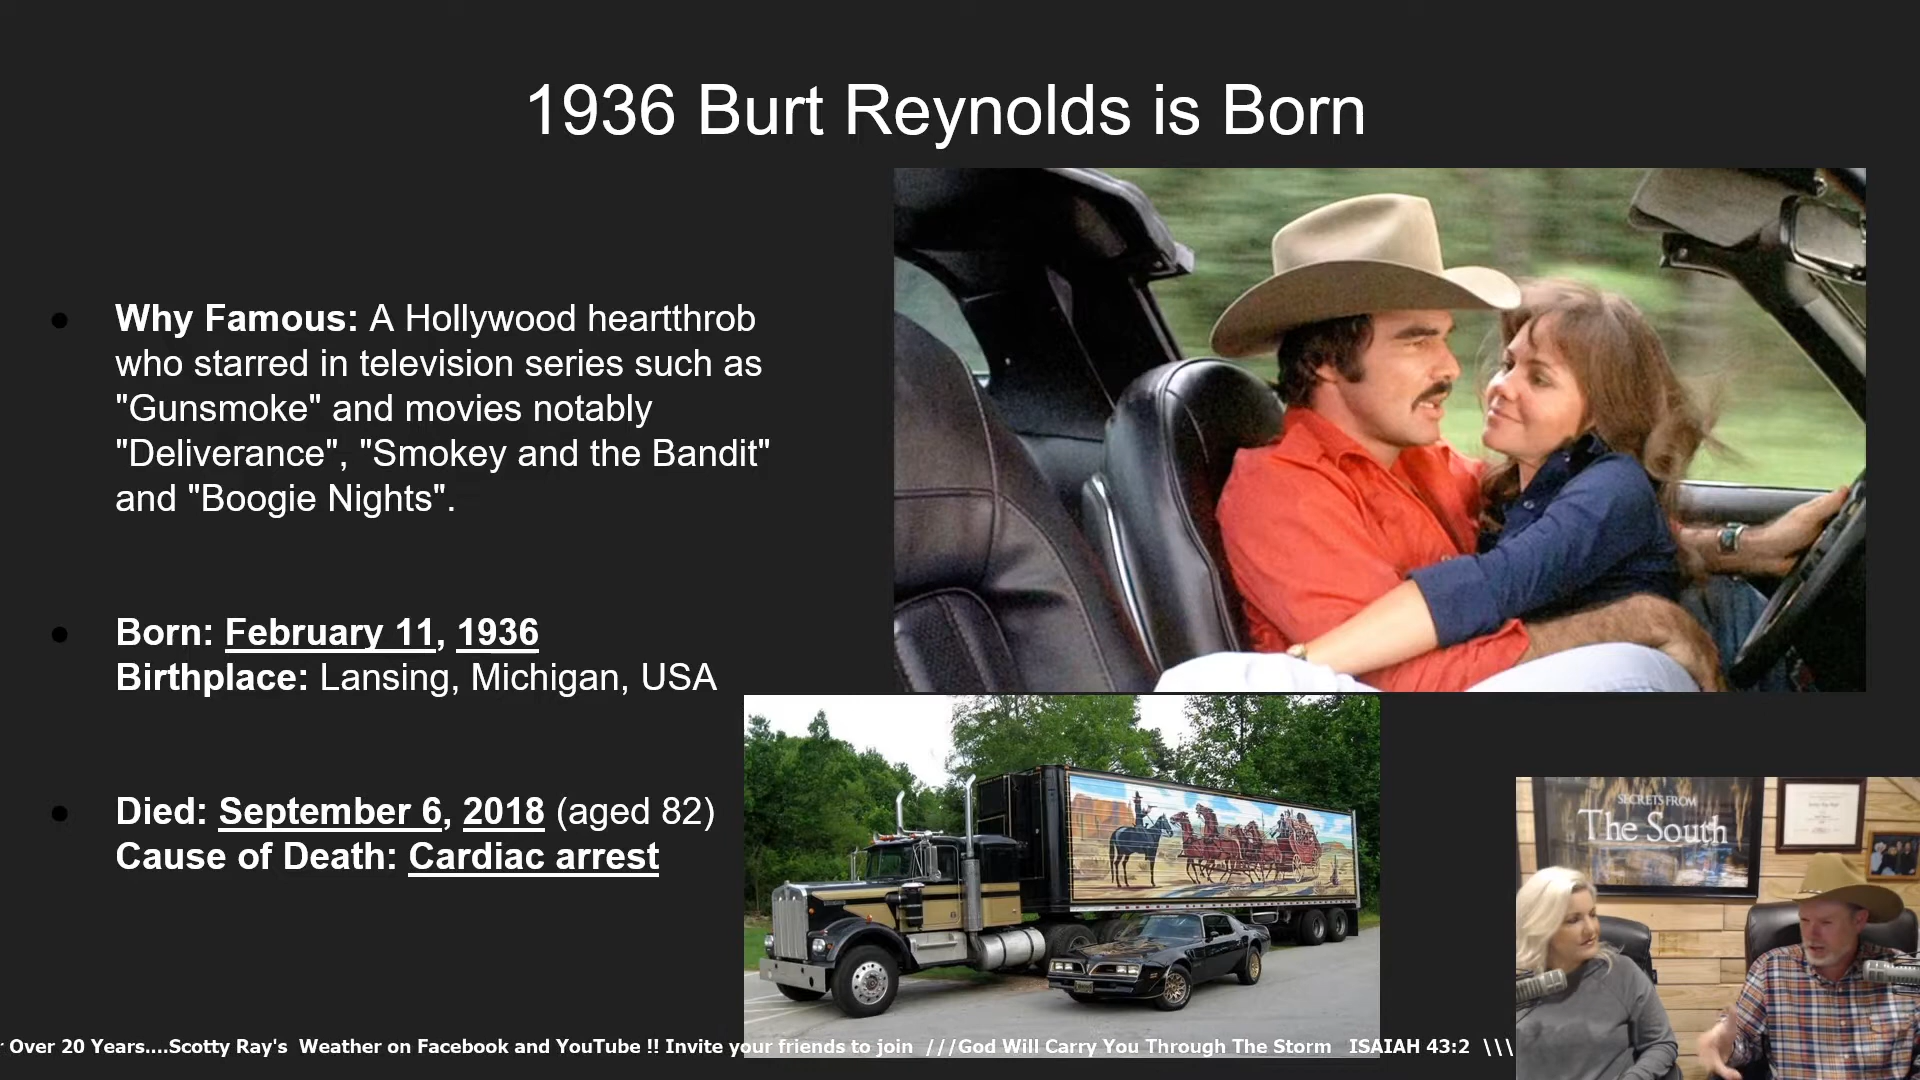 1936 Burt Reynolds is Born
Why Famous: A Hollywood heartthrob
who starred in television series such as
"Gunsmoke" and movies notably
"Deliverance", "Smokey and the Bandit"
and "Boogie Nights".
Born: February 11, 1936
Birthplace: Lansing, Michigan, USA
Died: September 6, 2018 (aged 82)
Cause of Death: Cardiac arrest
SECRETS FROM
The South
Over 20 Years....Scotty Ray's Weather on Facebook and YouTube !! Invite your friends to join ///God Will Carry You Through The Storm ISAIAH 43:2 \\\